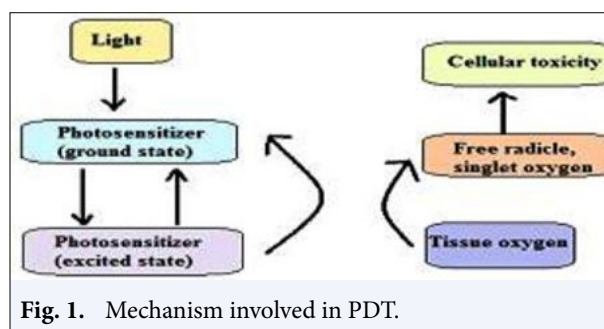 Light
Photosensitizer
(ground state)
Photosensitizer
(excited state)
Cellular toxicity
Free radicle,
singlet oxygen
Tissue oxygen
Fig. 1. Mechanism involved in PDT.